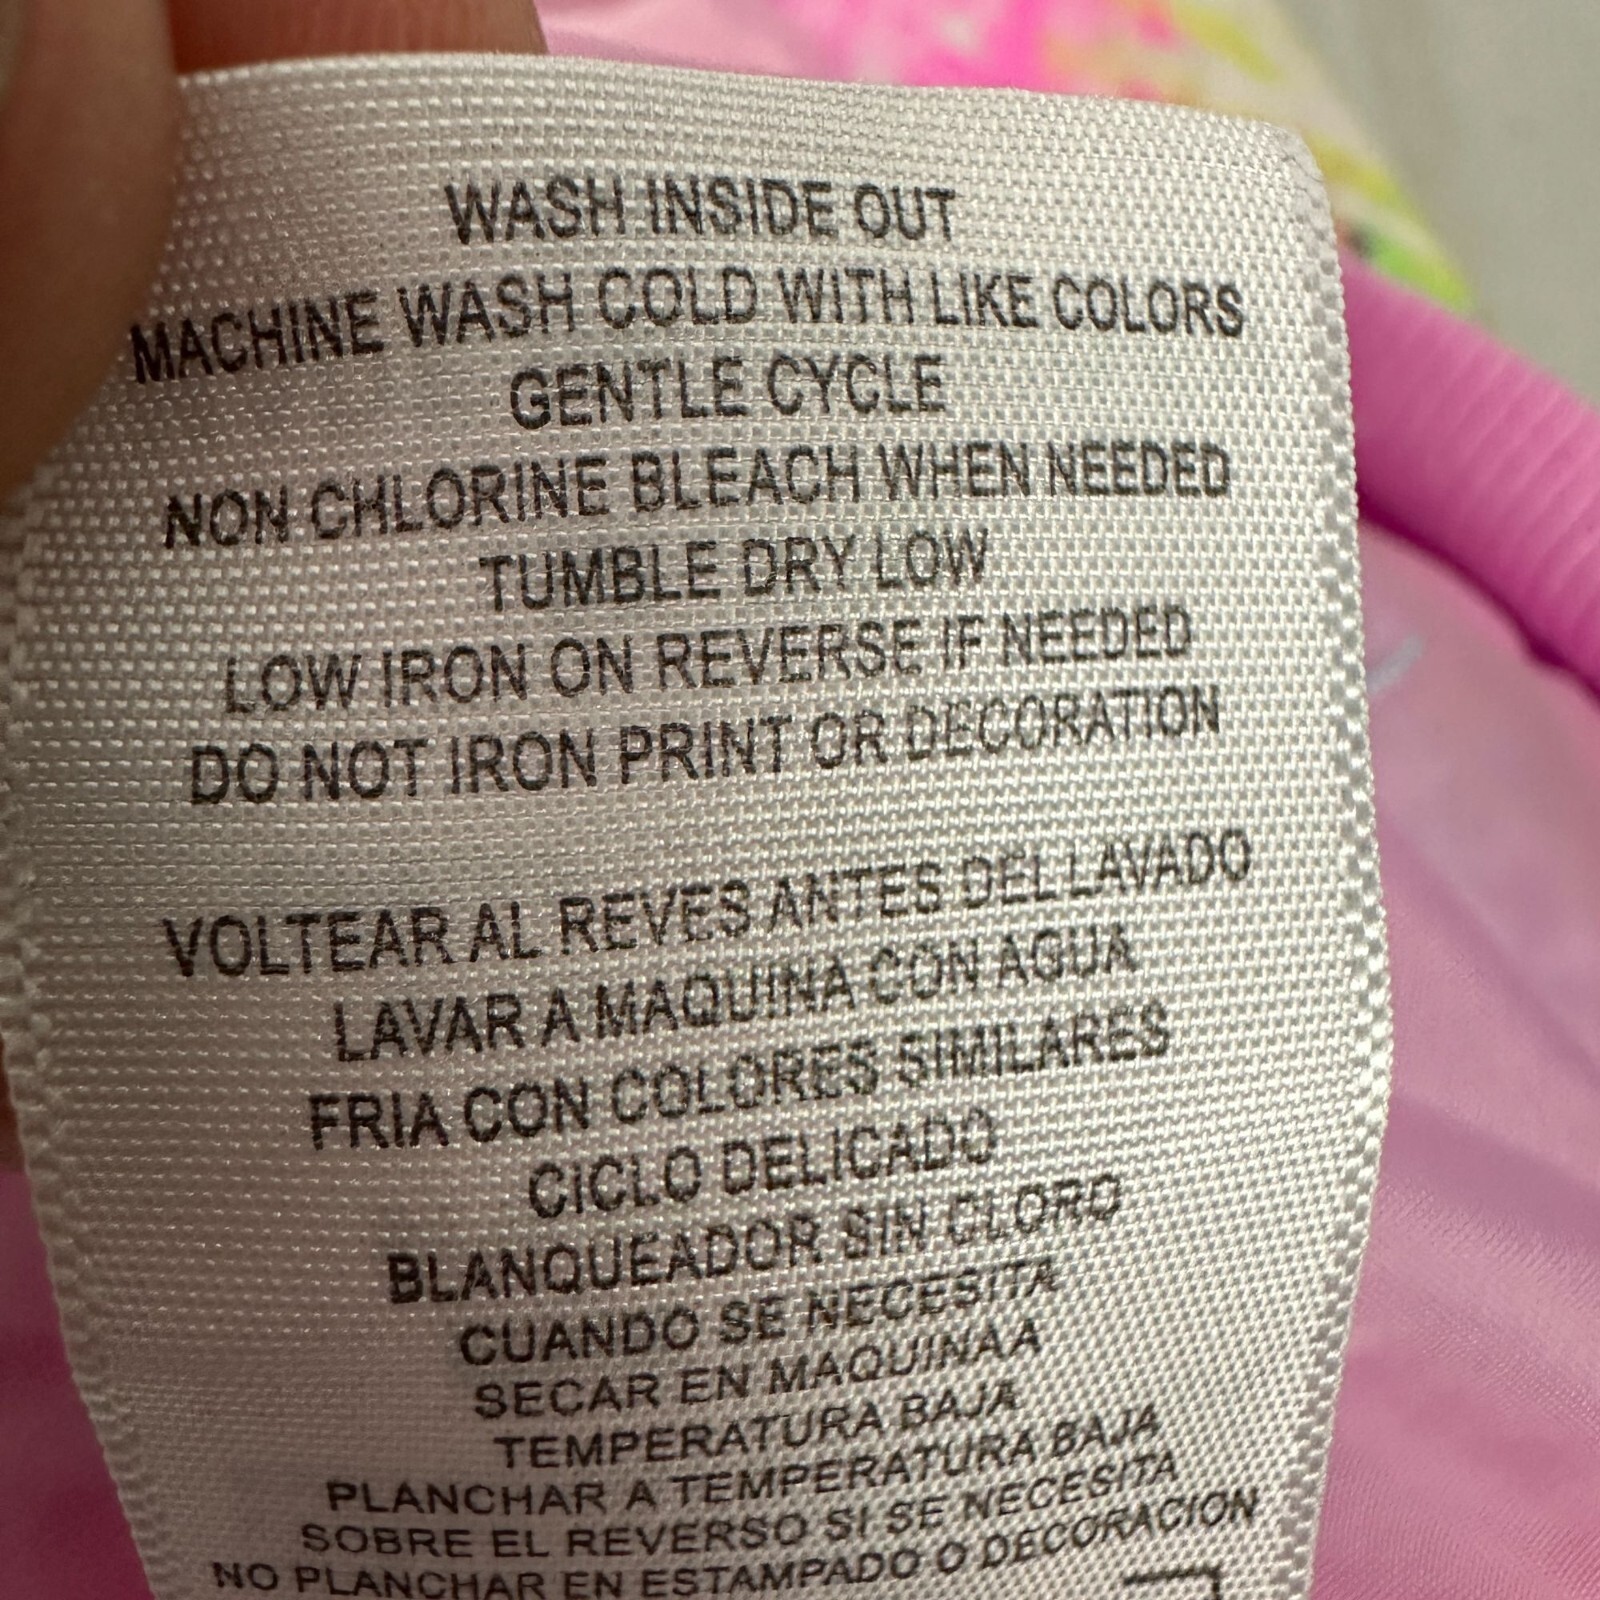 WASH INSIDE OUT
MACHINE WASH COLD WITH LIKE COLORS
GENTLE CYCLE
NON CHLORINE BLEACH WHEN NEEDED
TUMBLE DRY LOW
LOW IRON ON REVERSE IF NEEDED
DO NOT IRON PRINT OR DECORATION
VOLTEAR AL REVES ANTES DEL LAVADO
LAVAR A MAQUINA CON AGUA
FRIA CON COLORES SIMILARES
CICLO DELICADO
BLANQUEADOR SIN CLORO
CUANDO SE NECESITA
SECAR EN MAQUINAA
TEMPERATURA BAJA
PLANCHAR A TEMPERATURA BAJA
SOBRE EL REVERSO SI SE NECESITA
NO PLANCHAR EN ESTAMPADO O DECORACION